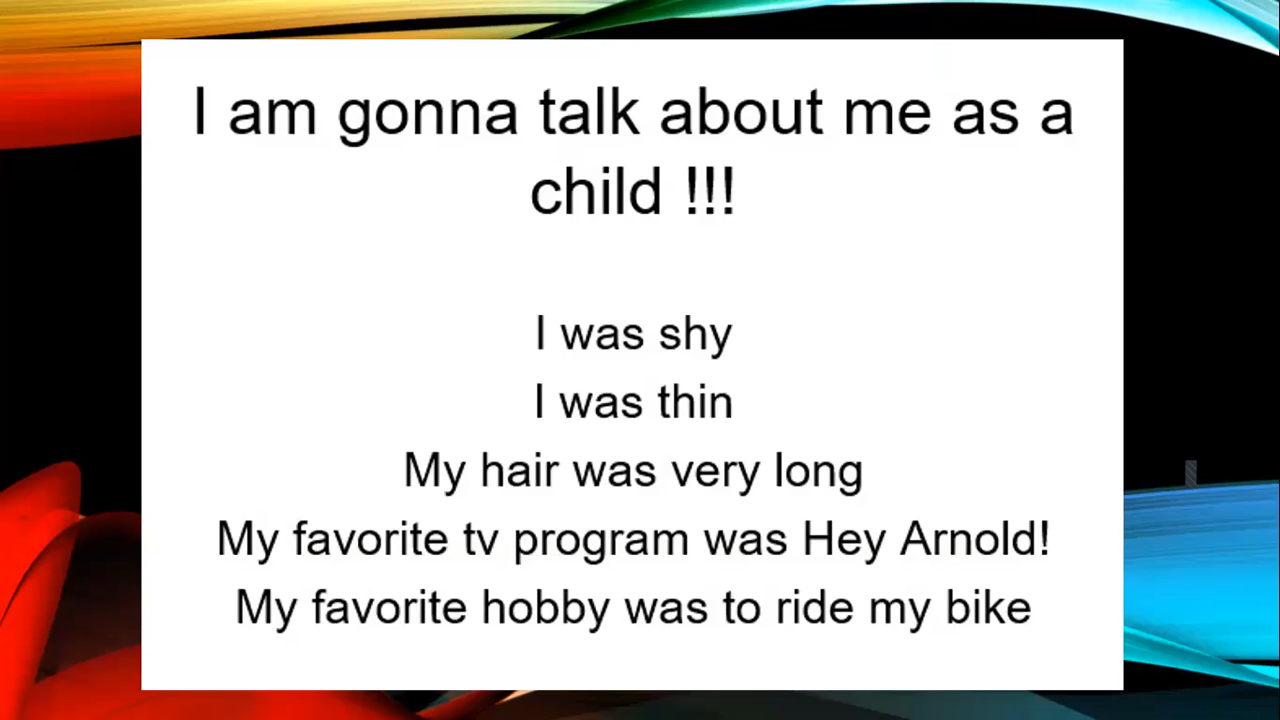 I am gonna talk about me as a
child !!!
I was shy
I was thin
My hair was very long
My favorite tv program was Hey Arnold!
My favorite hobby was to ride my bike